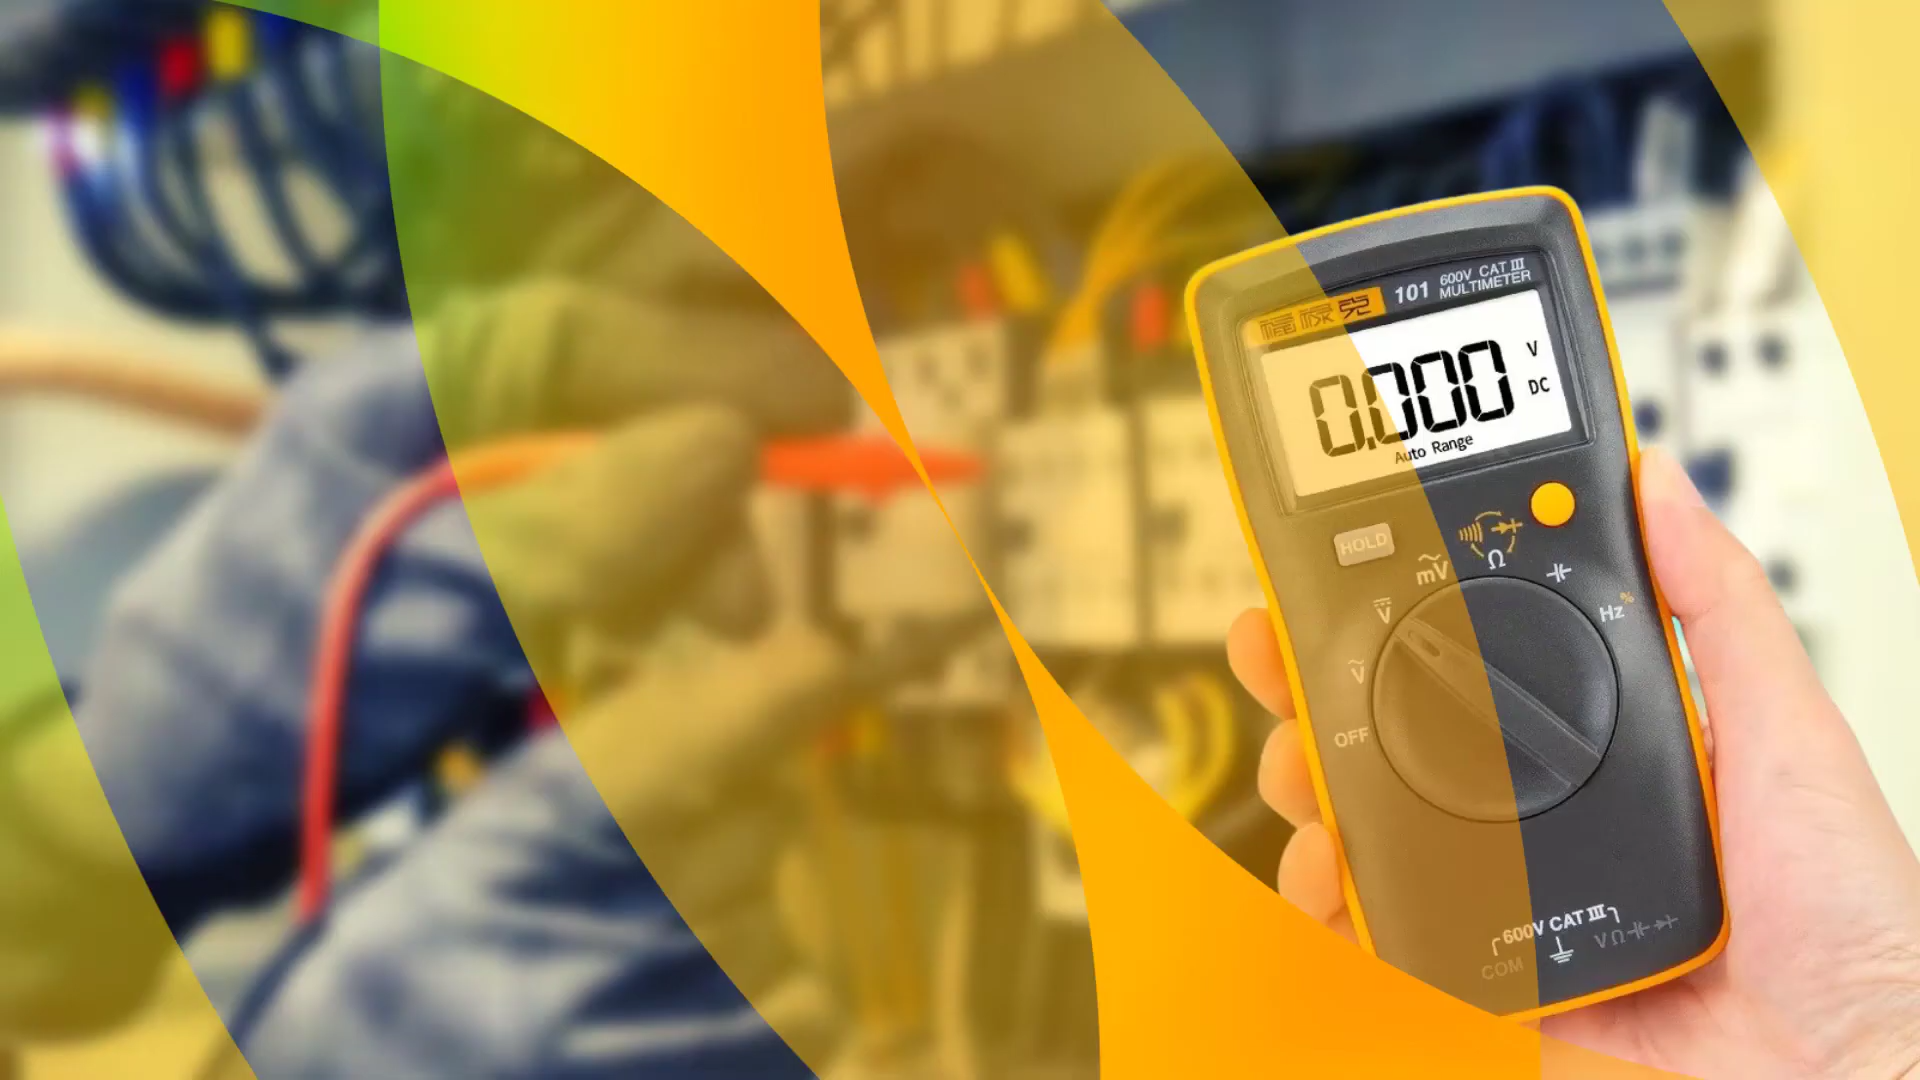 101 600V CAT III
MULTIMETER
0.000 V
DC
Auto Range
HOLD
mV
Ω
Hz %
V
V
OFF
600V CAT III
COM
VΩ